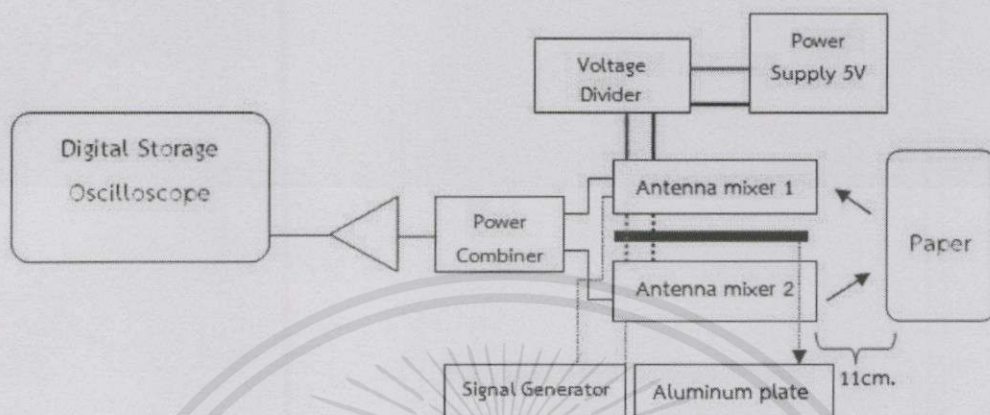 Power
Supply 5V
Voltage
Divider
Digital Storage
Oscilloscope
Antenna mixer 1
Power
Combiner
Paper
Antenna mixer 2
11cm.
Signal Generator
Aluminum plate